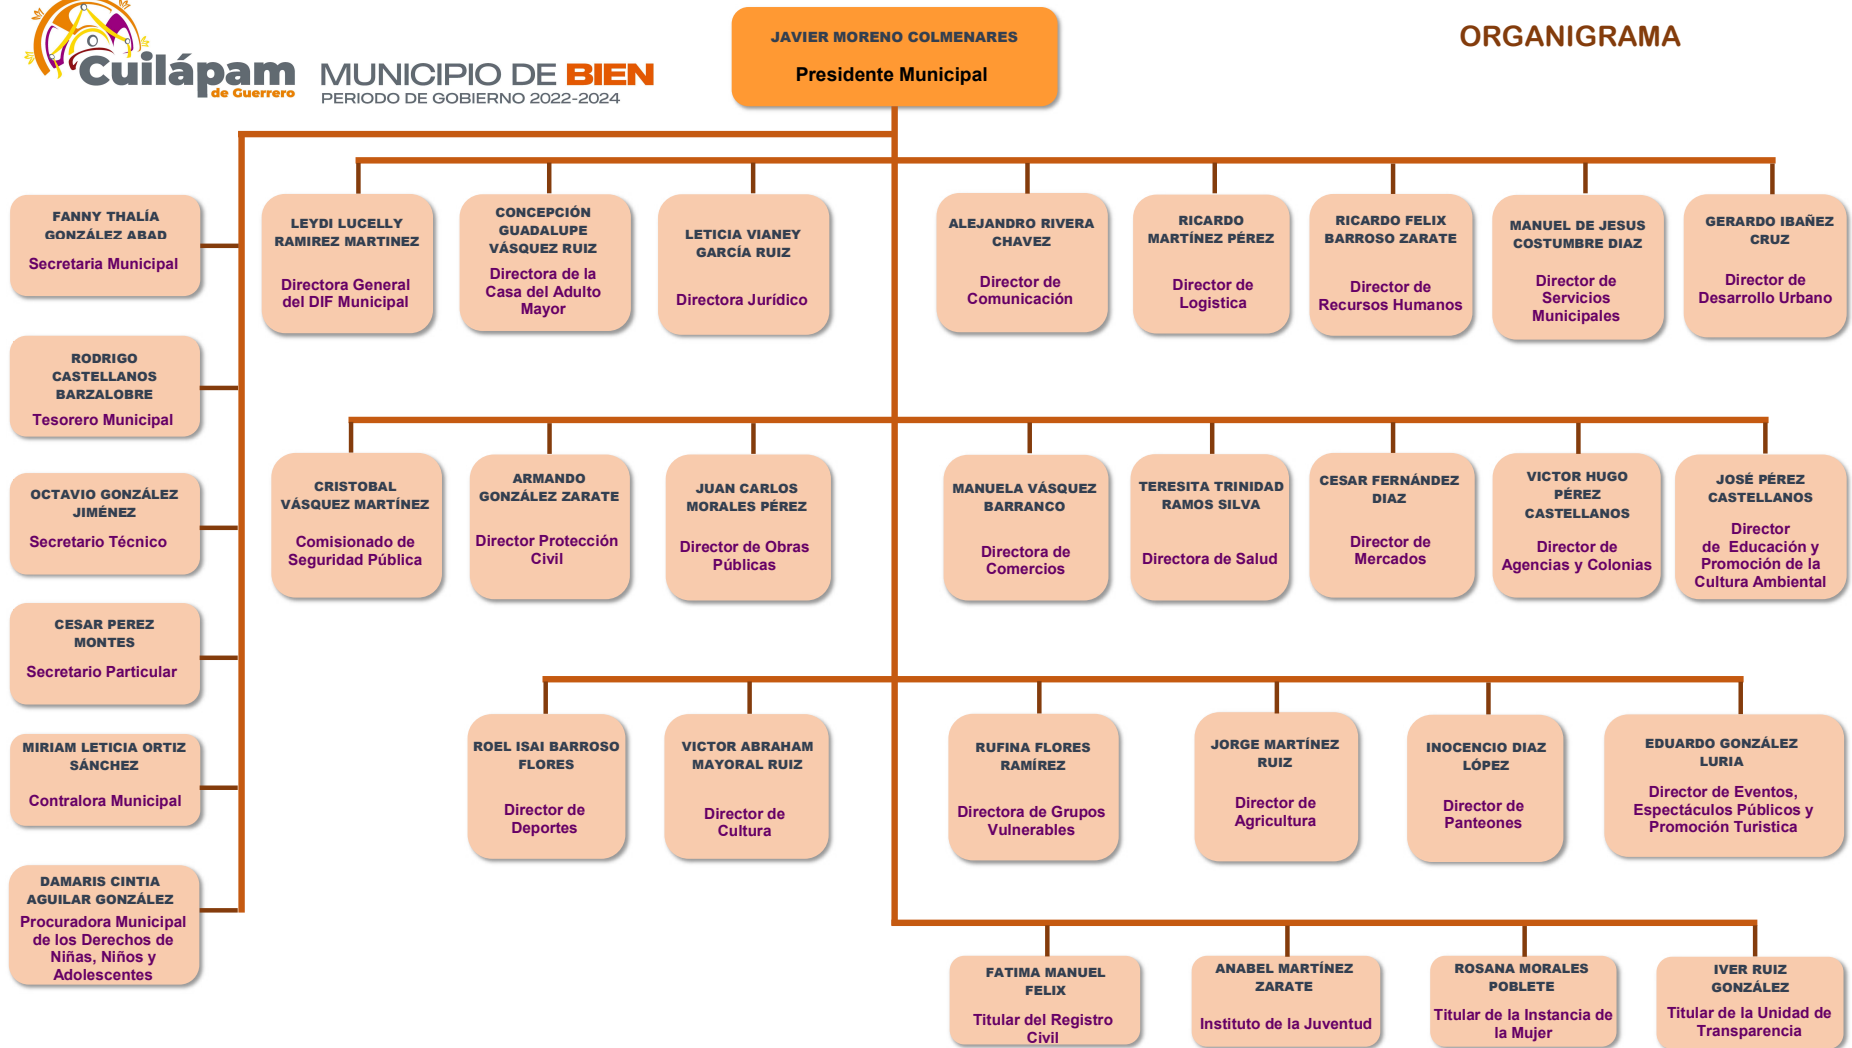 Cuilápam
de Guerrero
MUNICIPIO DE BIEN
PERIODO DE GOBIERNO 2022-2024
JAVIER MORENO COLMENARES
Presidente Municipal
ORGANIGRAMA
FANNY THALÍA
GONZÁLEZ ABAD
Secretaria Municipal
RODRIGO
CASTELLANOS
BARZALOBRE
Tesorero Municipal
OCTAVIO GONZÁLEZ
JIMÉNEZ
Secretario Técnico
CESAR PEREZ
MONTES
Secretario Particular
MIRIAM LETICIA ORTIZ
SÁNCHEZ
Contralora Municipal
DAMARIS CINTIA
AGUILAR GONZÁLEZ
Procuradora Municipal
de los Derechos de
Niñas, Niños y
Adolescentes
LEYDI LUCELLY
RAMIREZ MARTINEZ
Directora General
del DIF Municipal
CONCEPCIÓN
GUADALUPE
VÁSQUEZ RUIZ
Directora de la
Casa del Adulto
Mayor
LETICIA VIANEY
GARCÍA RUIZ
Directora Jurídico
ALEJANDRO RIVERA
CHAVEZ
Director de
Comunicación
RICARDO
MARTÍNEZ PÉREZ
Director de
Logistica
RICARDO FELIX
BARROSO ZARATE
Director de
Recursos Humanos
MANUEL DE JESUS
COSTUMBRE DIAZ
Director de
Servicios
Municipales
GERARDO IBAÑEZ
CRUZ
Director de
Desarrollo Urbano
CRISTOBAL
VÁSQUEZ MARTÍNEZ
Comisionado de
Seguridad Pública
ARMANDO
GONZÁLEZ ZARATE
Director Protección
Civil
JUAN CARLOS
MORALES PÉREZ
Director de Obras
Públicas
MANUELA VÁSQUEZ
BARRANCO
Directora de
Comercios
TERESITA TRINIDAD
RAMOS SILVA
Directora de Salud
CESAR FERNÁNDEZ
DIAZ
Director de
Mercados
VICTOR HUGO
PÉREZ
CASTELLANOS
Director de
Agencias y Colonias
JOSÉ PÉREZ
CASTELLANOS
Director
de Educación y
Promoción de la
Cultura Ambiental
ROEL ISAI BARROSO
FLORES
Director de
Deportes
VICTOR ABRAHAM
MAYORAL RUIZ
Director de
Cultura
RUFINA FLORES
RAMÍREZ
Directora de Grupos
Vulnerables
JORGE MARTÍNEZ
RUIZ
Director de
Agricultura
INOCENCIO DIAZ
LÓPEZ
Director de
Panteones
EDUARDO GONZÁLEZ
LURIA
Director de Eventos,
Espectáculos Públicos y
Promoción Turistica
FATIMA MANUEL
FELIX
Titular del Registro
Civil
ANABEL MARTÍNEZ
ZARATE
Instituto de la Juventud
ROSANA MORALES
POBLETE
Titular de la Instancia de
la Mujer
IVER RUIZ
GONZÁLEZ
Titular de la Unidad de
Transparencia